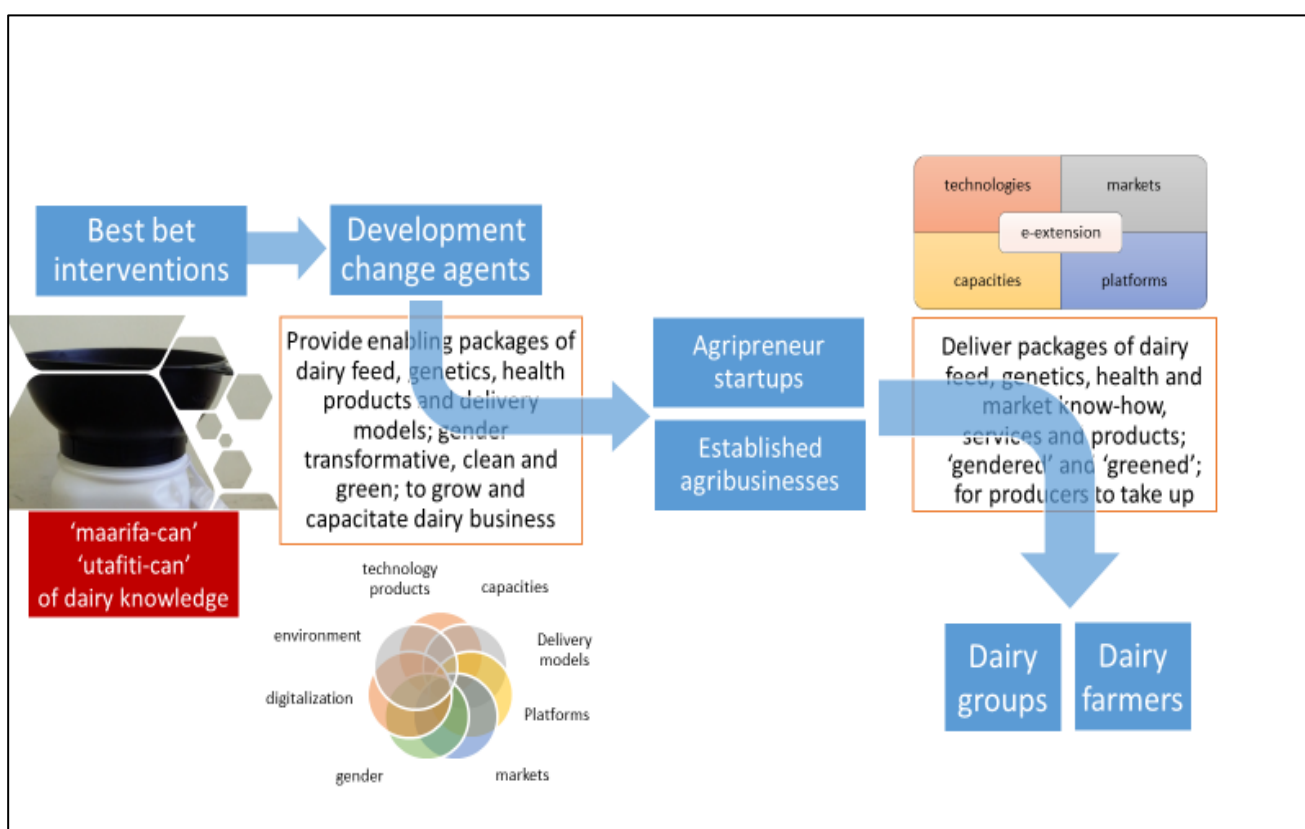 Best bet
interventions
Development
change agents
'maarifa-can'
'utafiti-can'
of dairy knowledge
Provide enabling packages of
dairy feed, genetics, health
products and delivery
models; gender
transformative, clean and
green; to grow and
capacitate dairy business
technology
products
capacities
environment
Delivery
models
digitalization
Platforms
gender
markets
Agripreneur
startups
Established
agribusinesses
technologies
markets
e-extension
capacities
platforms
Deliver packages of dairy
feed, genetics, health and
market know-how,
services and products;
‘gendered’ and ‘greened’;
for producers to take up
Dairy
groups
Dairy
farmers